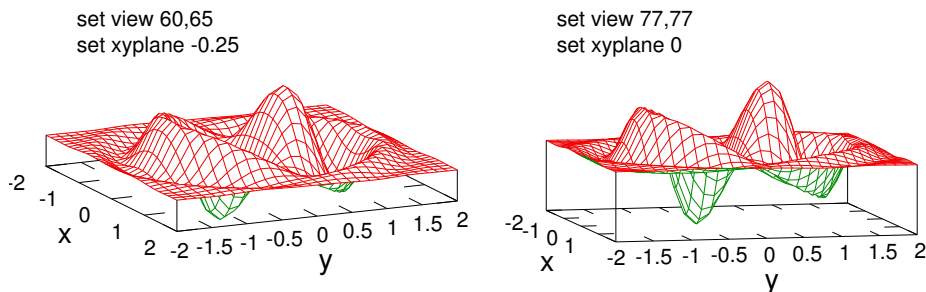 set view 60,65
set xyplane -0.25
-2
-1
0
1
2
x
-2 -1.5 -1 -0.5 0 0.5 1 1.5 2
y
set view 77,77
set xyplane 0
-2 -1 0 1
x
-2 -1.5 -1 -0.5 0 0.5 1 1.5 2
y